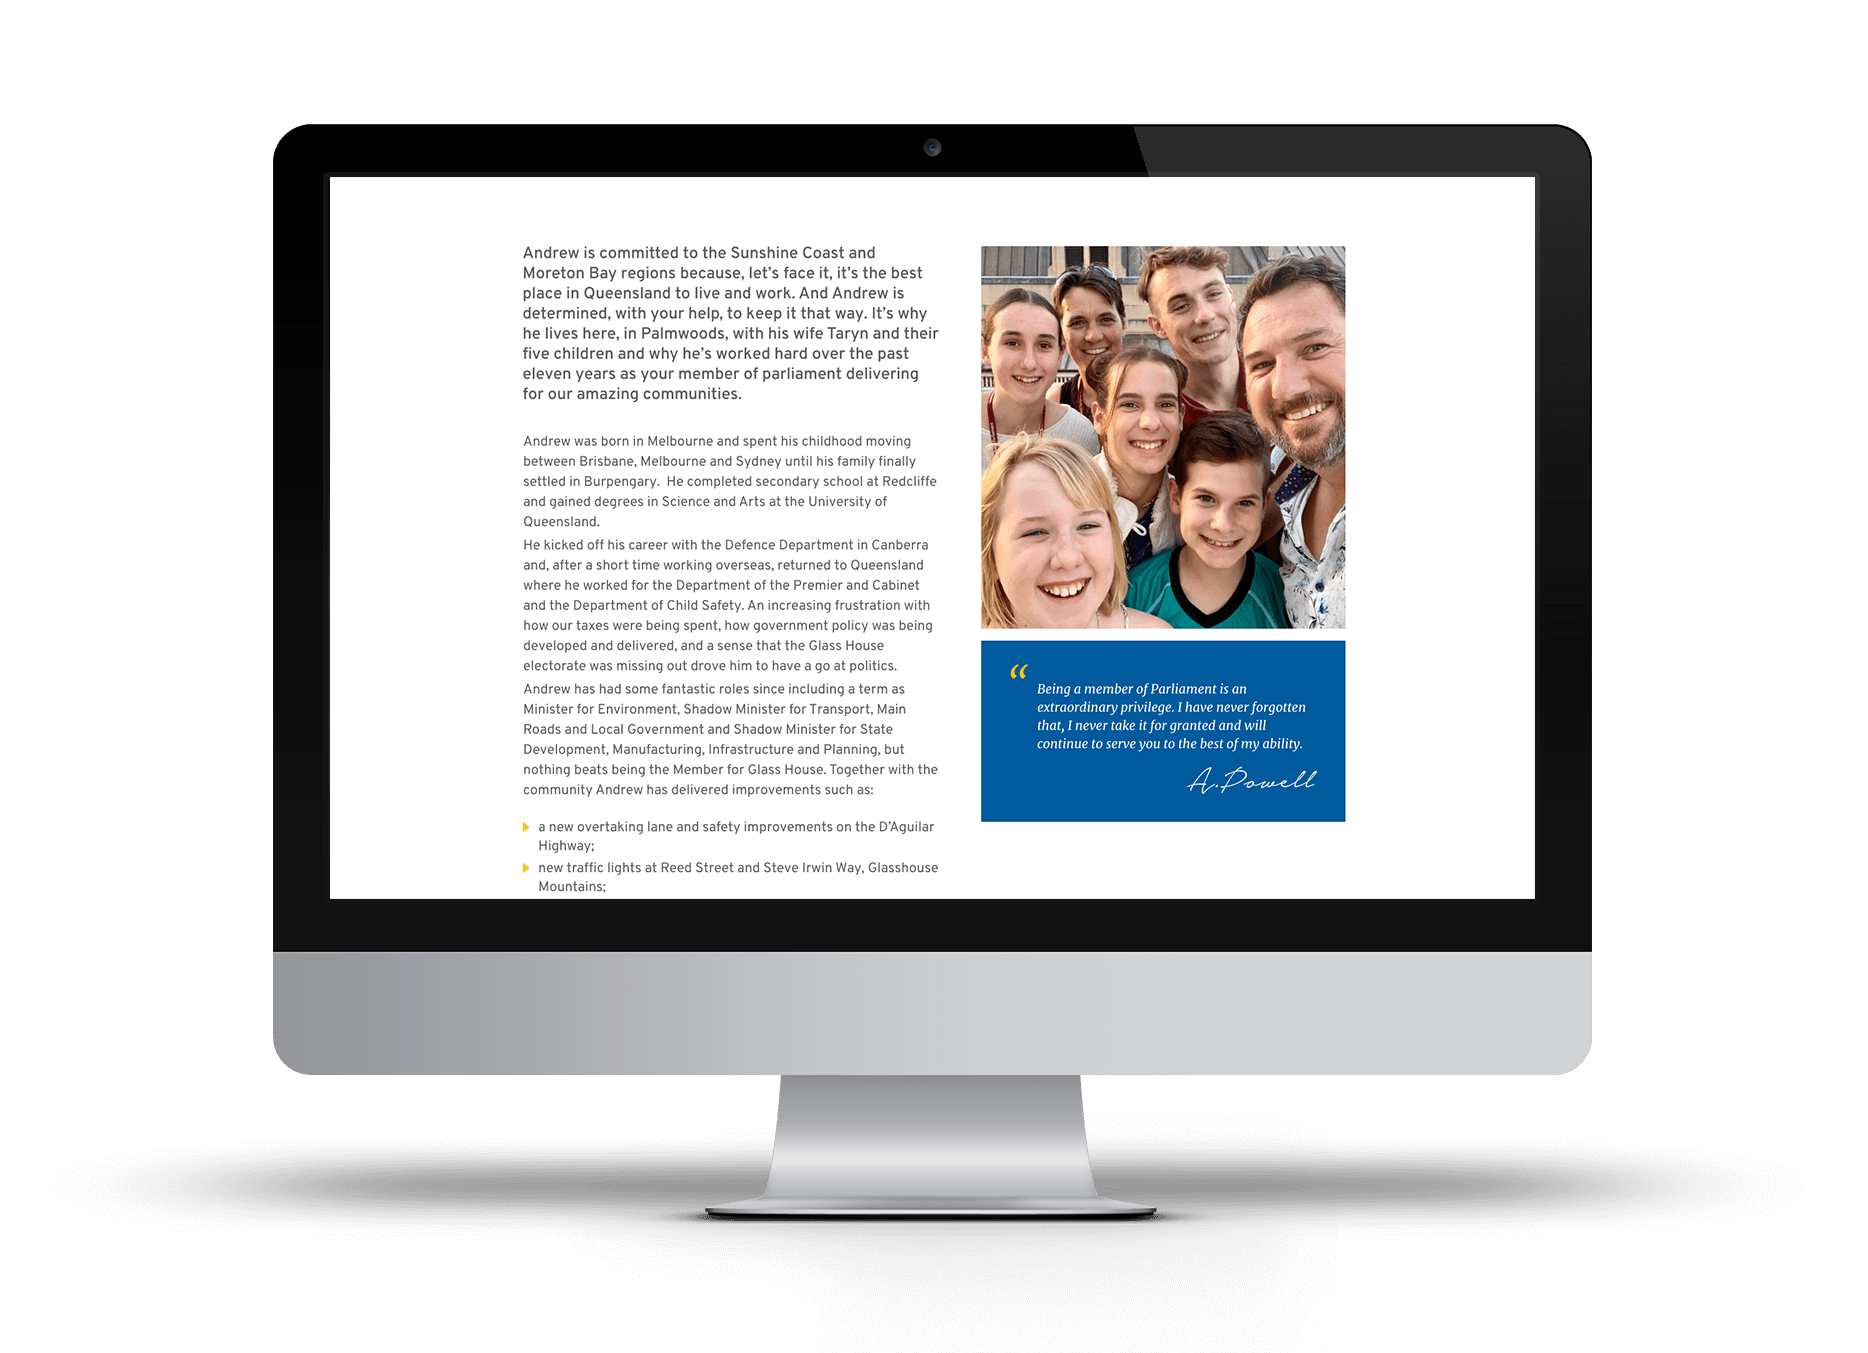 Andrew is committed to the Sunshine Coast and
Moreton Bay regions because, let’s face it, it’s the best
place in Queensland to live and work. And Andrew is
determined, with your help, to keep it that way. It’s why
he lives here, in Palmwoods, with his wife Taryn and their
five children and why he’s worked hard over the past
eleven years as your member of parliament delivering
for our amazing communities.
Andrew was born in Melbourne and spent his childhood moving
between Brisbane, Melbourne and Sydney until his family finally
settled in Burpengary.  He completed secondary school at Redcliffe
and gained degrees in Science and Arts at the University of
Queensland.
He kicked off his career with the Defence Department in Canberra
and, after a short time working overseas, returned to Queensland
where he worked for the Department of the Premier and Cabinet
and the Department of Child Safety. An increasing frustration with
how our taxes were being spent, how government policy was being
developed and delivered, and a sense that the Glass House
electorate was missing out drove him to have a go at politics.
Andrew has had some fantastic roles since including a term as
Minister for Environment, Shadow Minister for Transport, Main
Roads and Local Government and Shadow Minister for State
Development, Manufacturing, Infrastructure and Planning, but
nothing beats being the Member for Glass House. Together with the
community Andrew has delivered improvements such as:
a new overtaking lane and safety improvements on the D’Aguilar
Highway;
new traffic lights at Reed Street and Steve Irwin Way, Glasshouse
Mountains;
“
Being a member of Parliament is an
extraordinary privilege. I have never forgotten
that, I never take it for granted and will
continue to serve you to the best of my ability.
A.Powell